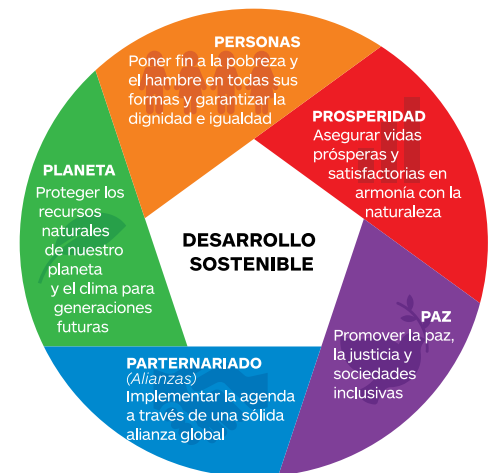 PERSONAS
Poner fin a la pobreza y
el hambre en todas sus
formas y garantizar la
dignidad e igualdad
PROSPERIDAD
Asegurar vidas
prósperas y
satisfactorias en
armonía con la
naturaleza
PLANETA
Proteger los
recursos
naturales
de nuestro
planeta
y el clima para
generaciones
futuras
DESARROLLO
SOSTENIBLE
PAZ
Promover la paz,
la justicia y
sociedades
inclusivas
PARTERNARIADO
(Alianzas)
Implementar la agenda
a través de una sólida
alianza global